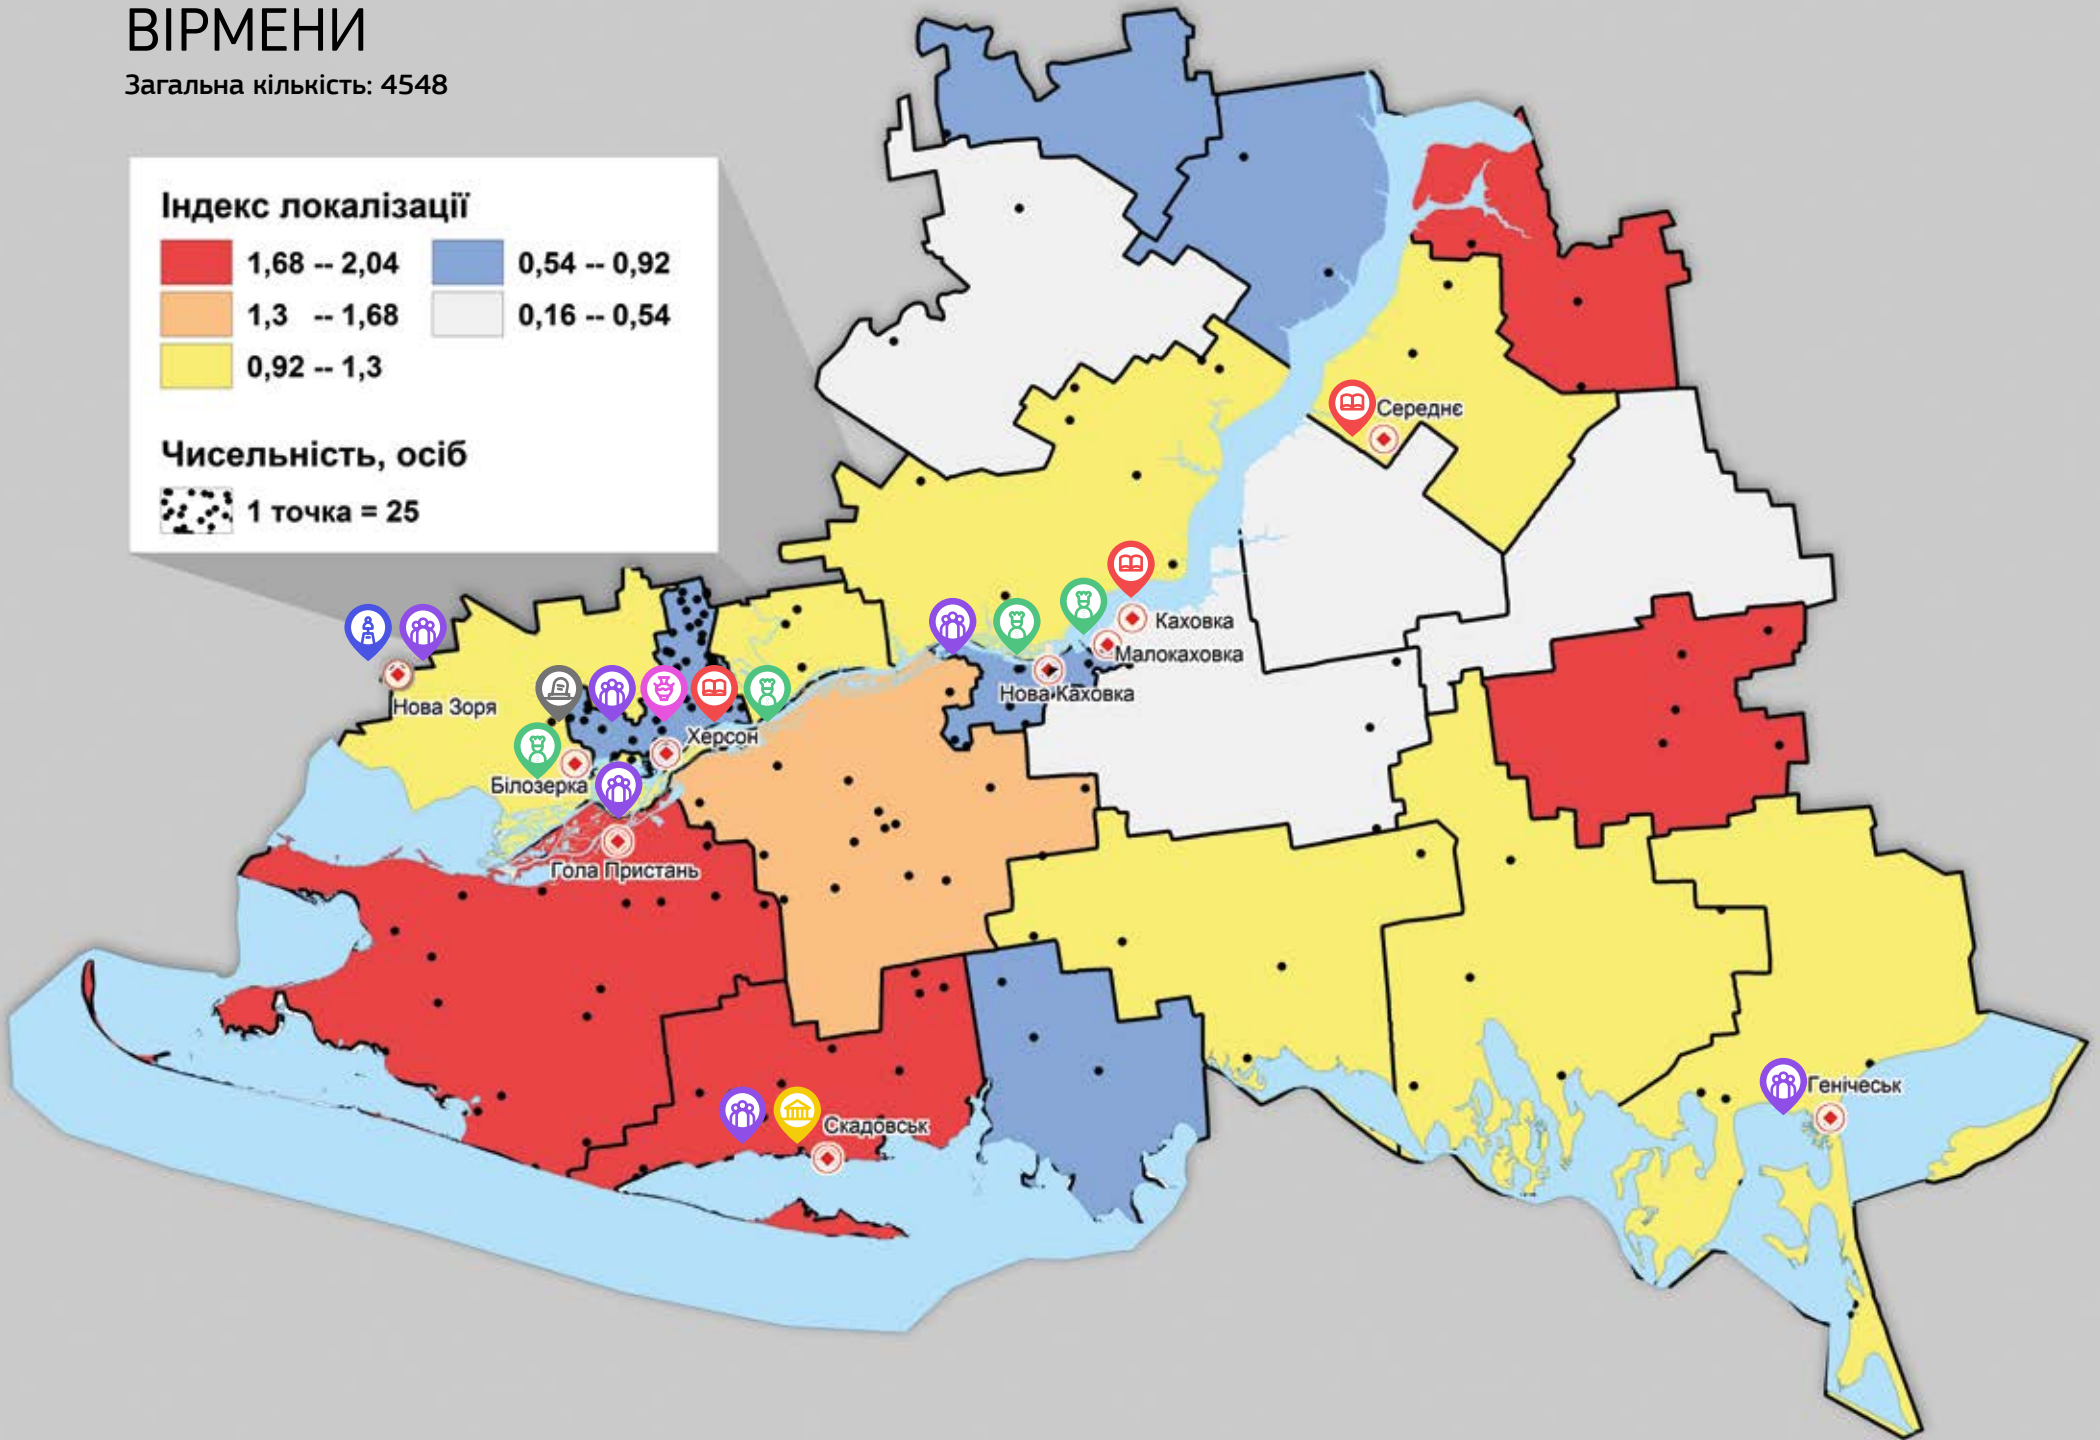 ВІРМЕНИ
Загальна кількість: 4548
Індекс локалізації
1,68 -- 2,04
0,54 -- 0,92
1,3 -- 1,68
0,16 -- 0,54
0,92 -- 1,3
Чисельність, осіб
1 точка = 25
Середнє
Каховка
Малокаховка
Нова Каховка
Нова Зоря
Херсон
Білозерка
Гола Пристань
Генічеськ
Скадовськ